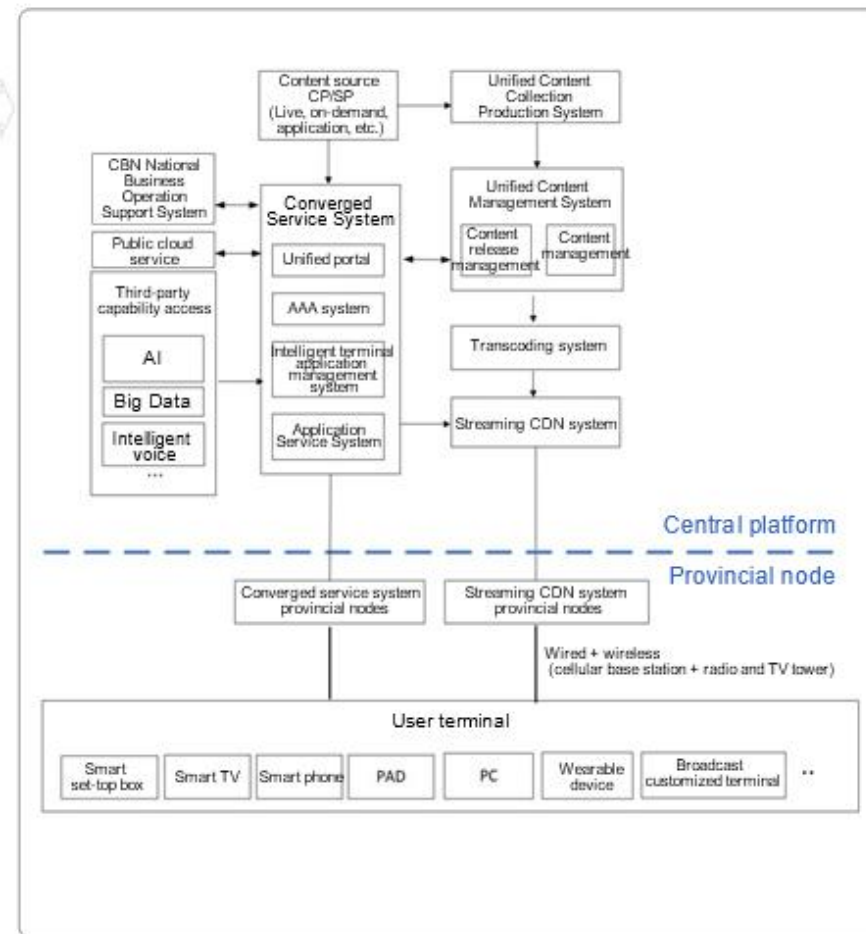 Content source
CP/SP
(Live, on-demand,
application, etc.)
Unified Content
Collection
Production System
CBN National
Business
Operation
Support System
Public cloud
service
Third-party
capability access
AI
Big Data
Intelligent
voice
...
Converged
Service System
Unified portal
AAA system
Intelligent terminal
application
management
system
Application
Service System
Unified Content
Management System
Content
release
management
Content
management
Transcoding system
Streaming CDN system
Central platform
Provincial node
Converged service system
provincial nodes
Streaming CDN system
provincial nodes
Wired + wireless
(cellular base station + radio and TV tower)
User terminal
Smart
set-top box
Smart TV
Smart phone
PAD
PC
Wearable
device
Broadcast
customized terminal
..